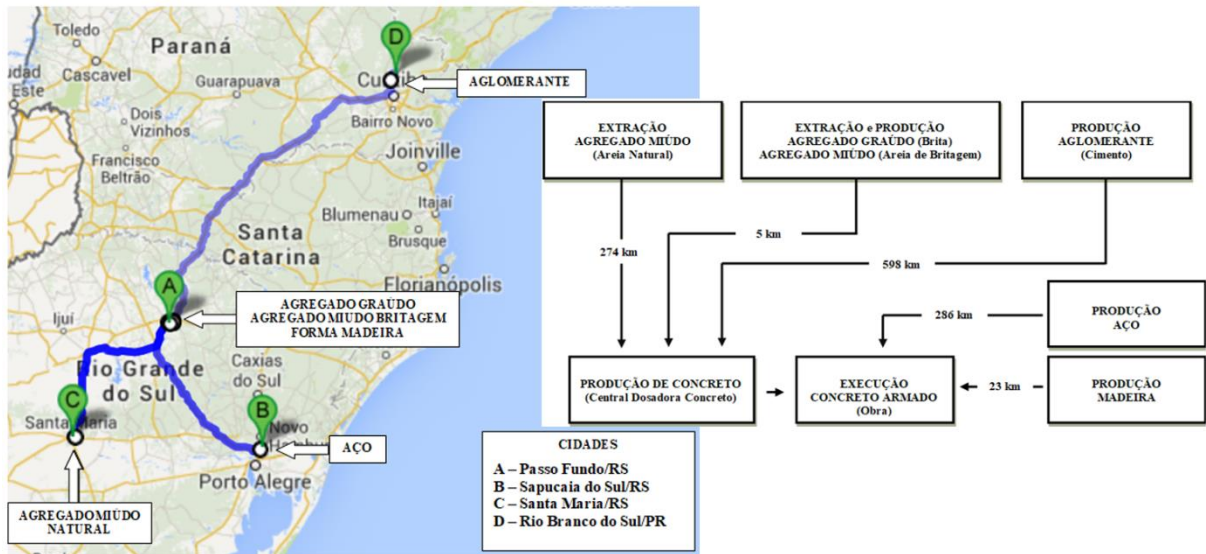 Toledo
Cascavel
Paraná
Guarapuava
D
AGLOMERANTE
Bairro Novo
Dois
Vizinhos
Francisco
Beltrão
Joinville
Itajaí
Blumenau
Brusque
Santa
Catarina
Florianópolis
A
AGREGADO GRAÚDO
AGREGADO MIUDO BRITAGEM
FORMA MADEIRA
Ijuí
Rio Grande
do Sul
Caxias
do Sul
C
B
Santa Maria
Novo
AÇO
Porto Alegre
AGREGADO MIÚDO
NATURAL
EXTRAÇÃO
AGREGADO MIÚDO
(Areia Natural)
EXTRAÇÃO e PRODUÇÃO
AGREGADO GRAÚDO (Brita)
AGREGADO MIÚDO (Areia de Britagem)
PRODUÇÃO
AGLOMERANTE
(Cimento)
274 km
5 km
598 km
286 km
PRODUÇÃO
AÇO
PRODUÇÃO DE CONCRETO
(Central Dosadora Concreto)
EXECUÇÃO
CONCRETO ARMADO
(Obra)
23 km
PRODUÇÃO
MADEIRA
CIDADES
A – Passo Fundo/RS
B – Sapucaia do Sul/RS
C – Santa Maria/RS
D – Rio Branco do Sul/PR